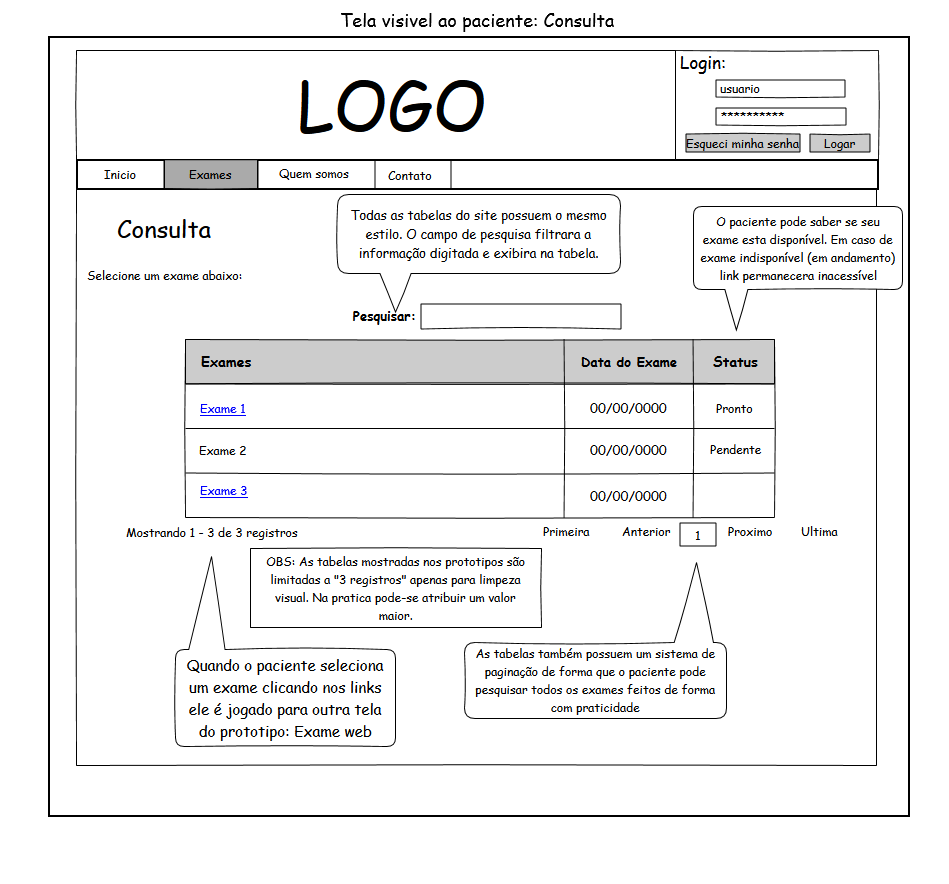 Tela visivel ao paciente: Consulta
LOGO
Login:
usuario
**********
Esqueci minha senha
Logar
Inicio
Exames
Quem somos
Contato
Consulta
Selecione um exame abaixo:
Todas as tabelas do site possuem o mesmo
estilo. O campo de pesquisa filtrara a
informação digitada e exibira na tabela.
O paciente pode saber se seu
exame esta disponível. Em caso de
exame indisponível (em andamento)
link permanecera inacessível
Pesquisar:
Exames Data do Exame Status
Exame 1 00/00/0000 Pronto
Exame 2 00/00/0000 Pendente
Exame 3 00/00/0000
Mostrando 1 - 3 de 3 registros
Primeira Anterior 1 Proximo Ultima
OBS: As tabelas mostradas nos prototipos são
limitadas a "3 registros" apenas para limpeza
visual. Na pratica pode-se atribuir um valor
maior.
Quando o paciente seleciona
um exame clicando nos links
ele é jogado para outra tela
do prototipo: Exame web
As tabelas também possuem um sistema de
paginação de forma que o paciente pode
pesquisar todos os exames feitos de forma
com praticidade